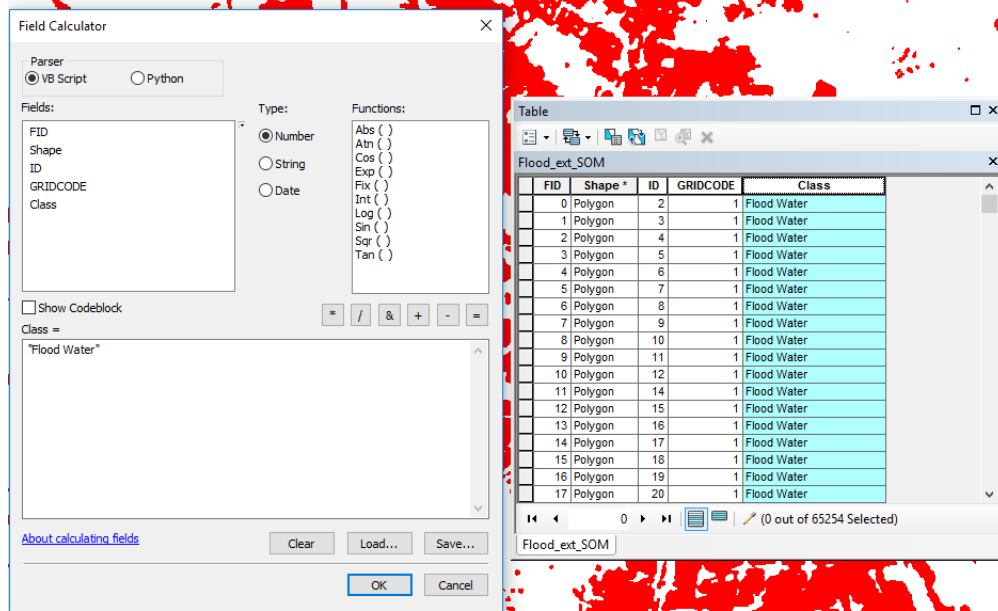 Field Calculator
Parser
VB Script Python
Fields:
FID
Shape
ID
GRIDCODE
Class
Type:
Number
String
Date
Functions:
Abs ( )
Atn ( )
Cos ( )
Exp ( )
Fix ( )
Int ( )
Log ( )
Sin ( )
Sqr ( )
Tan ( )
Show Codeblock
* / & + - =
Class =
"Flood Water"
About calculating fields
Clear Load... Save...
OK Cancel
Table
Flood_ext_SOM
FID Shape * ID GRIDCODE Class
0 Polygon 2 1 Flood Water
1 Polygon 3 1 Flood Water
2 Polygon 4 1 Flood Water
3 Polygon 5 1 Flood Water
4 Polygon 6 1 Flood Water
5 Polygon 7 1 Flood Water
6 Polygon 8 1 Flood Water
7 Polygon 9 1 Flood Water
8 Polygon 10 1 Flood Water
9 Polygon 11 1 Flood Water
10 Polygon 12 1 Flood Water
11 Polygon 14 1 Flood Water
12 Polygon 15 1 Flood Water
13 Polygon 16 1 Flood Water
14 Polygon 17 1 Flood Water
15 Polygon 18 1 Flood Water
16 Polygon 19 1 Flood Water
17 Polygon 20 1 Flood Water
0 (0 out of 65254 Selected)
Flood_ext_SOM